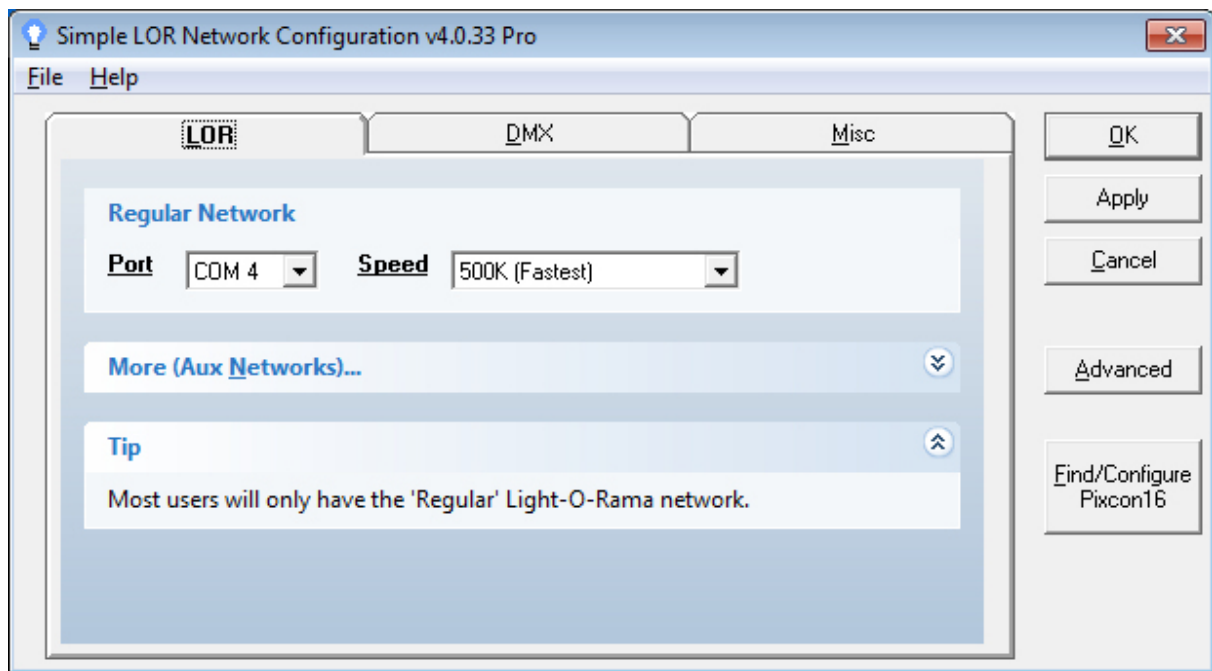 Simple LOR Network Configuration v4.0.33 Pro
File Help
LOR DMX Misc
Regular Network
Port COM 4 Speed 500K (Fastest)
More (Aux Networks)...
Tip
Most users will only have the 'Regular' Light-O-Rama network.
OK
Apply
Cancel
Advanced
Find/Configure
Pixcon16